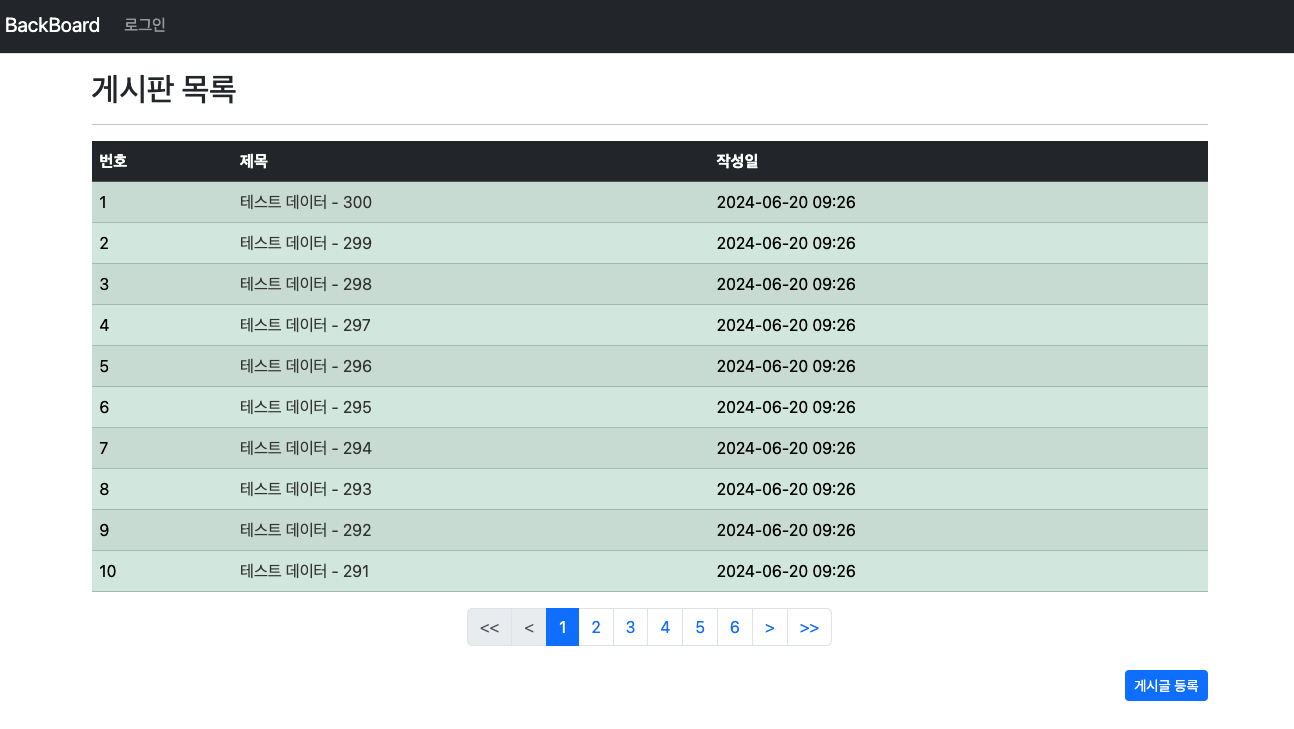 BackBoard 로그인
게시판 목록
번호 제목 작성일
1 테스트 데이터 - 300 2024-06-20 09:26
2 테스트 데이터 - 299 2024-06-20 09:26
3 테스트 데이터 - 298 2024-06-20 09:26
4 테스트 데이터 - 297 2024-06-20 09:26
5 테스트 데이터 - 296 2024-06-20 09:26
6 테스트 데이터 - 295 2024-06-20 09:26
7 테스트 데이터 - 294 2024-06-20 09:26
8 테스트 데이터 - 293 2024-06-20 09:26
9 테스트 데이터 - 292 2024-06-20 09:26
10 테스트 데이터 - 291 2024-06-20 09:26
<< < 1 2 3 4 5 6 > >>
게시글 등록